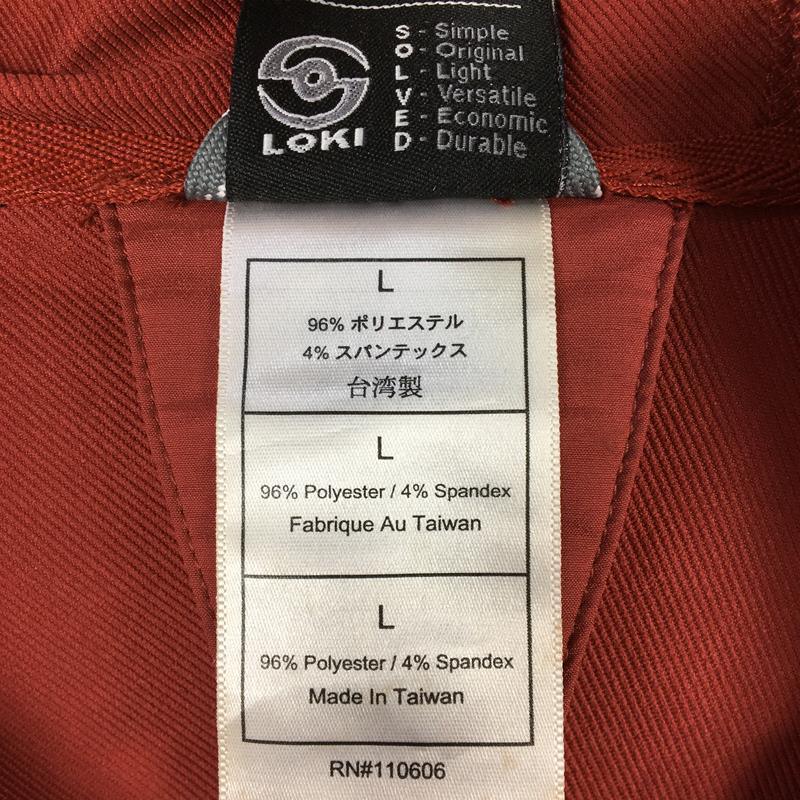 S - Simple
O - Original
L - Light
V - Versatile
E - Economic
D - Durable
LOKI
L
96% ポリエステル
4% スパンテックス
台湾製
L
96% Polyester / 4% Spandex
Fabrique Au Taiwan
L
96% Polyester / 4% Spandex
Made In Taiwan
RN#110606